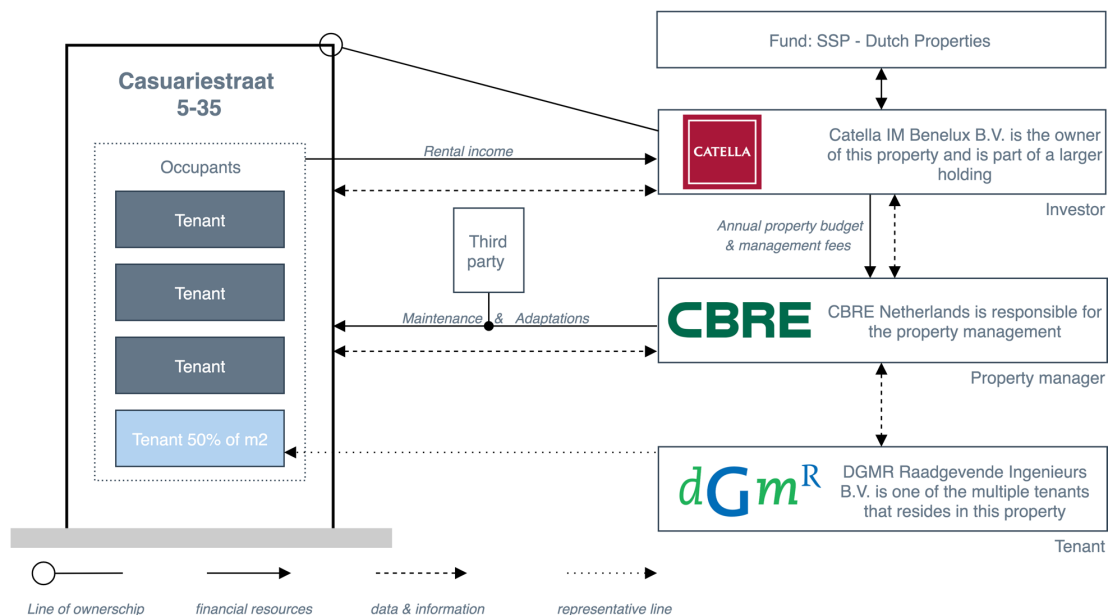 Fund: SSP - Dutch Properties
Casuariestraat
5-35
Occupants
Tenant
Tenant
Tenant
Tenant 50% of m2
Rental income
CATELLA
Catella IM Benelux B.V. is the owner
of this property and is part of a larger
holding
Investor
Annual property budget
& management fees
Third
party
Maintenance & Adaptations
CBRE
CBRE Netherlands is responsible for
the property management
Property manager
dGmR
DGMR Raadgevende Ingenieurs
B.V. is one of the multiple tenants
that resides in this property
Tenant
Line of ownerschip
financial resources
data & information
representative line